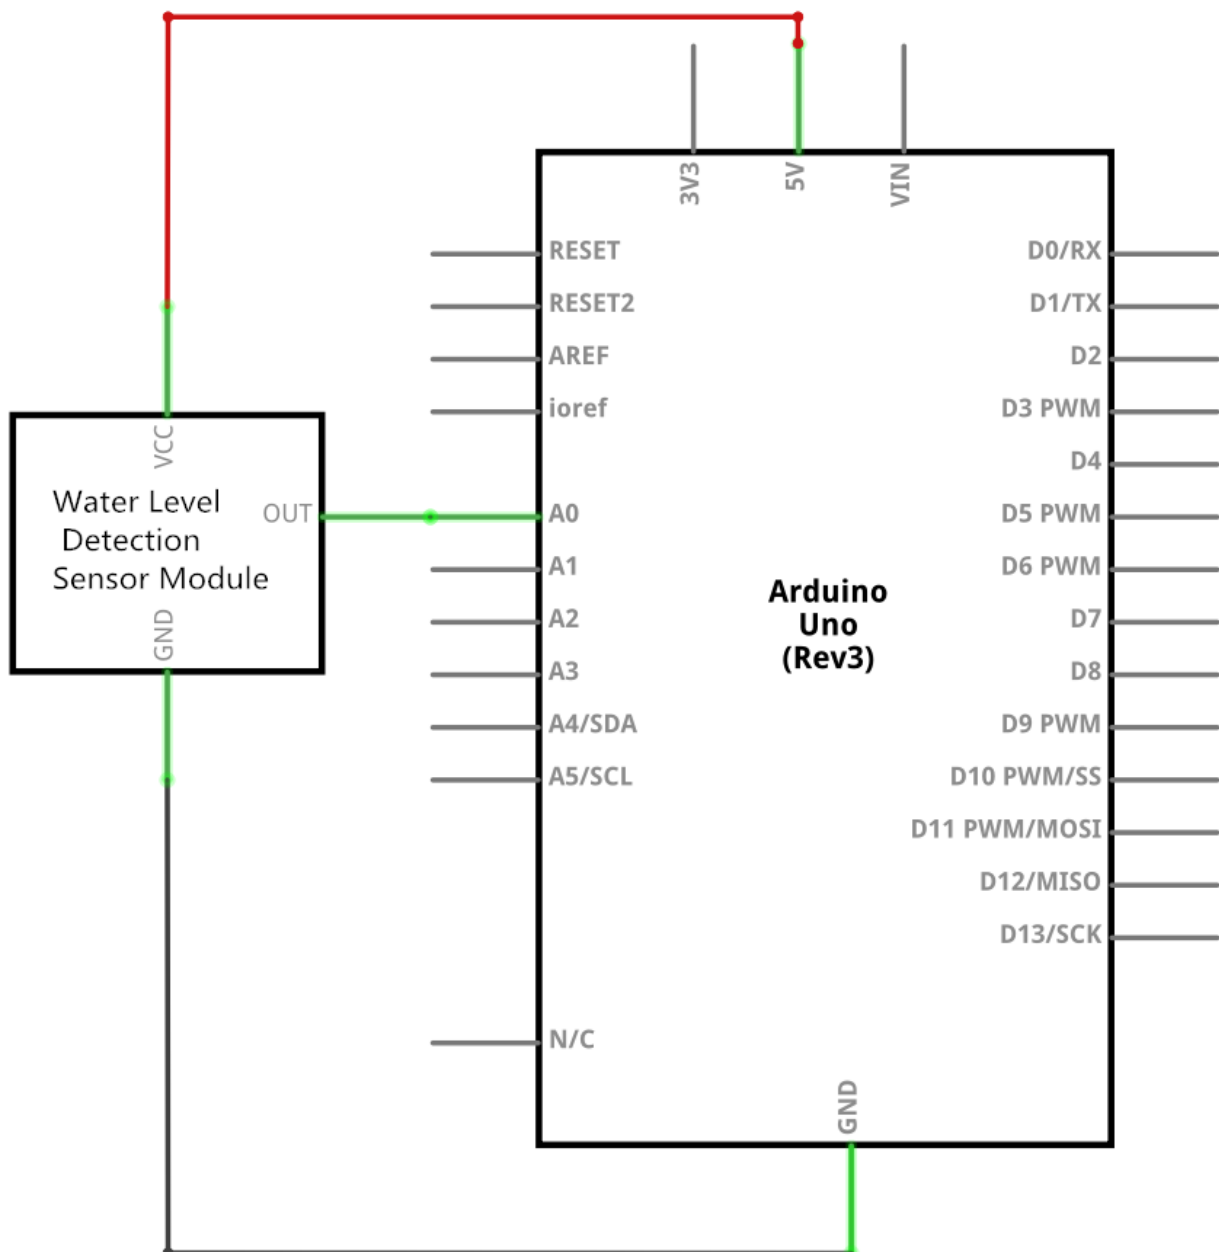 3V3
5V
VIN
RESET
RESET2
AREF
ioref
A0
A1
A2
A3
A4/SDA
A5/SCL
N/C
D0/RX
D1/TX
D2
D3 PWM
D4
D5 PWM
D6 PWM
D7
D8
D9 PWM
D10 PWM/SS
D11 PWM/MOSI
D12/MISO
D13/SCK
GND
Arduino
Uno
(Rev3)
VCC
Water Level
Detection
Sensor Module
OUT
GND